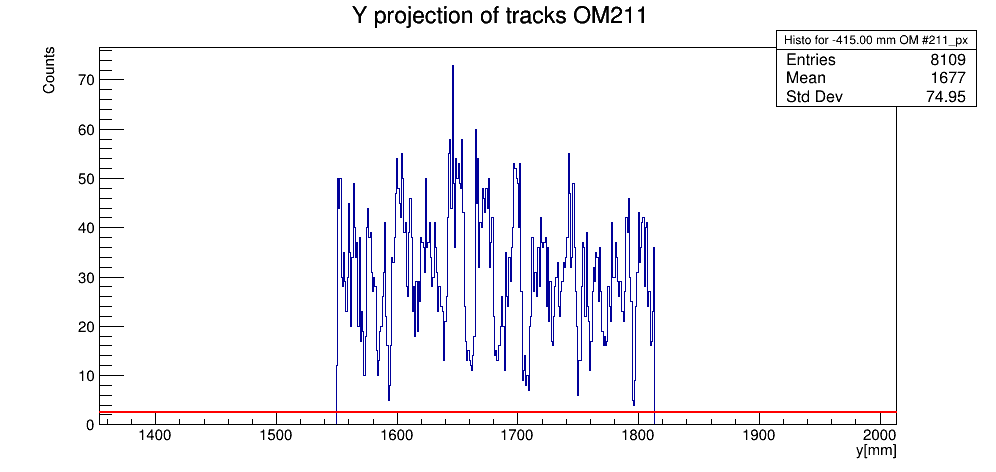 Y projection of tracks OM211
Histo for -415.00 mm OM #211_px
Entries 8109
Mean 1677
Std Dev 74.95
Counts
70
60
50
40
30
20
10
0
1400 1500 1600 1700 1800 1900 2000
y[mm]